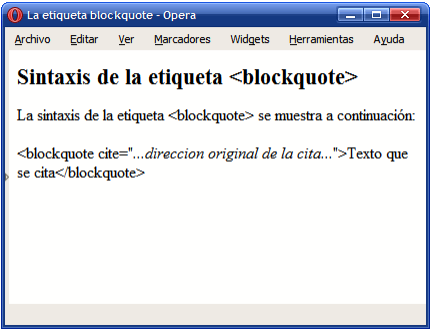 La etiqueta blockquote - Opera
Archivo Editar Ver Marcadores Widgets Herramientas Ayuda
Sintaxis de la etiqueta <blockquote>
La sintaxis de la etiqueta <blockquote> se muestra a continuación:
<blockquote cite="...direccion original de la cita...">Texto que
se cita</blockquote>